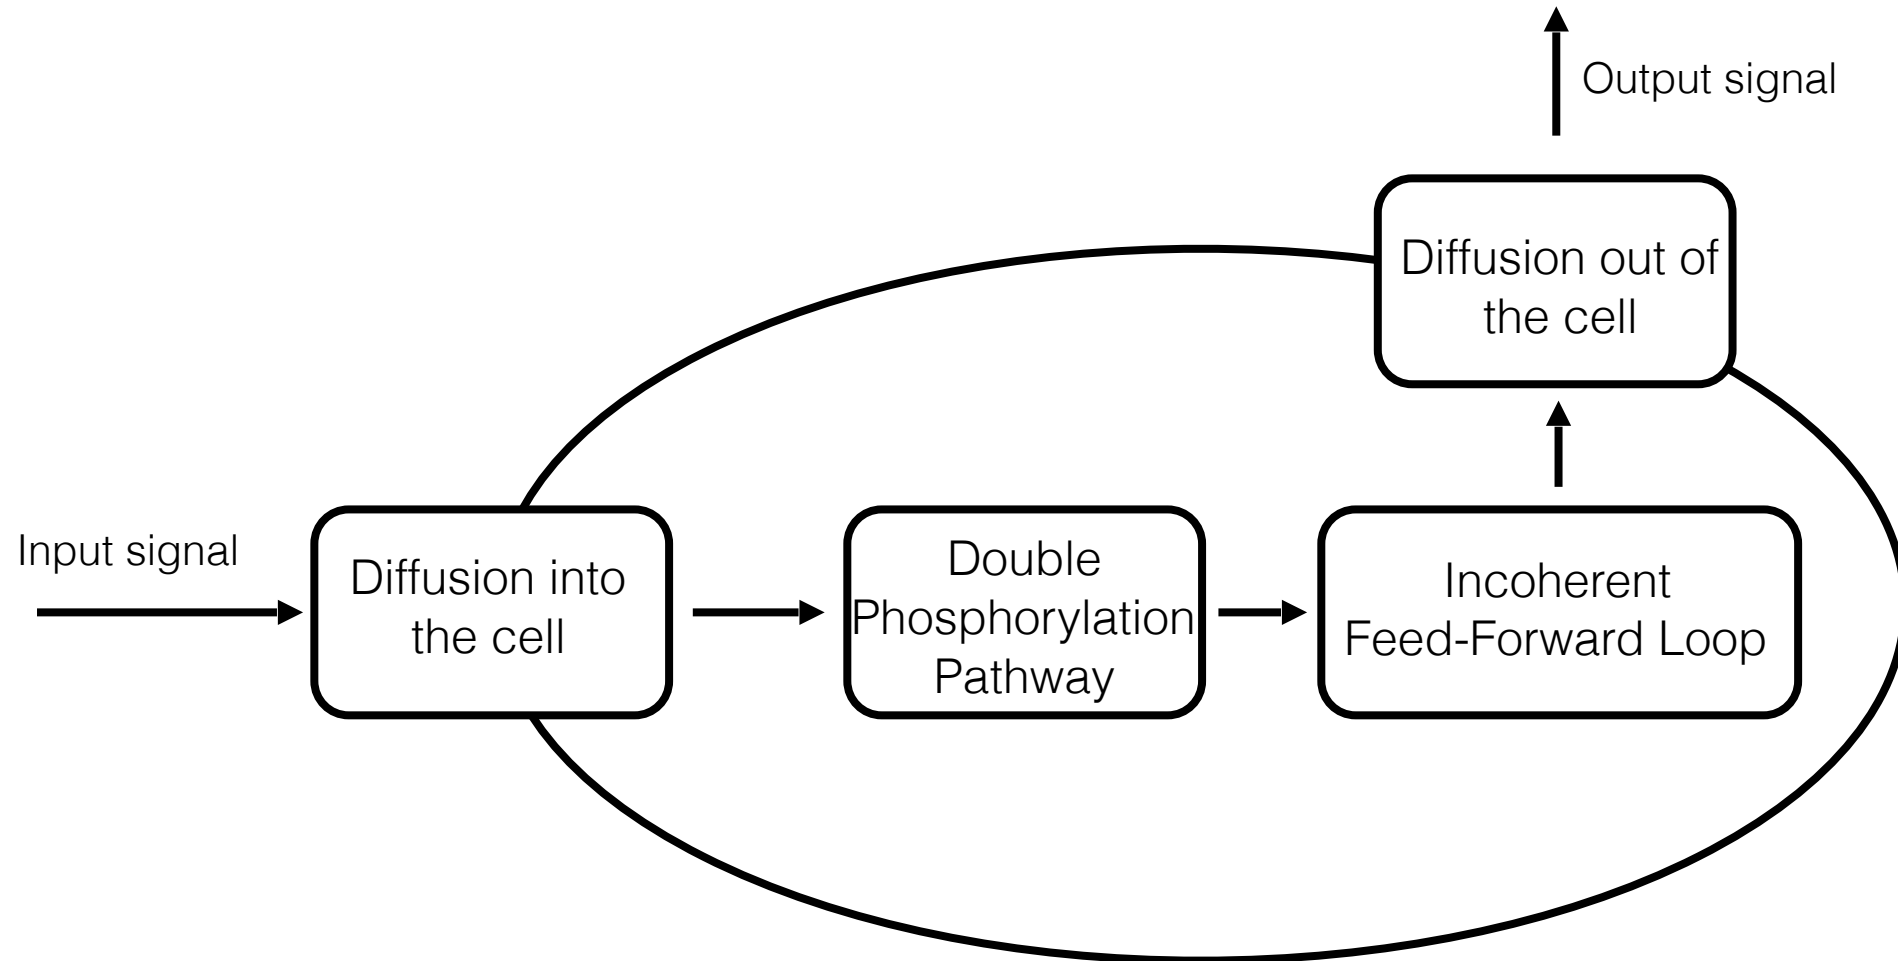 Output signal
Diffusion out of
the cell
Input signal
Diffusion into
the cell
Double
Phosphorylation
Pathway
Incoherent
Feed-Forward Loop